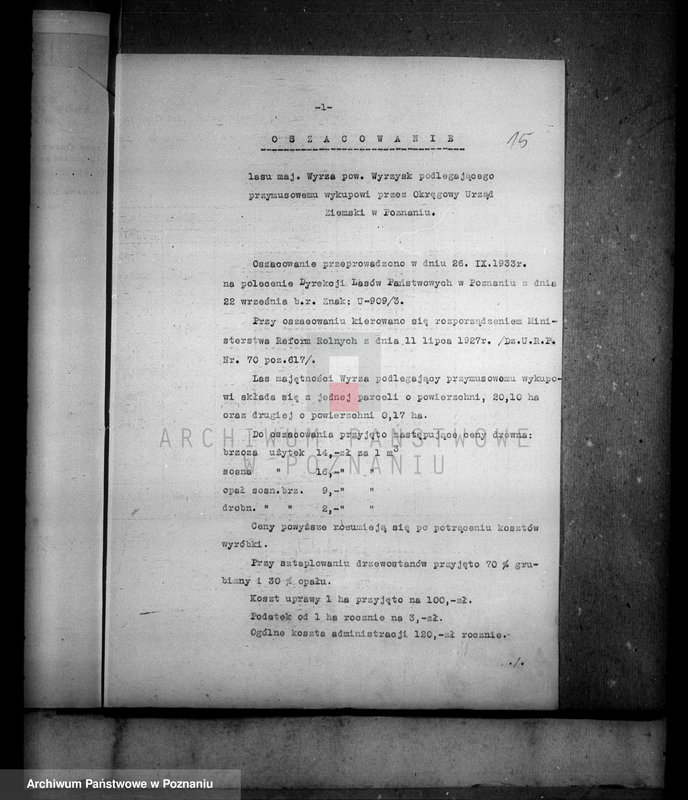 -1-
15
OSZACOWANIE
lasu maj. Wyrza pow. Wyrzysk podlegającego
przymusowemu wykupowi przez Okręgowy Urząd
Ziemski w Poznaniu.
Oszacowanie przeprowadzono w dniu 26. IX.1933r.
na polecenie Dyrekcji Lasów Państwowych w Poznaniu z dnia
22 września b.r. Znak: U-909/3.
Przy oszacowaniu kierowano się rozporządzeniem Mini-
sterstwa Reform Rolnych z dnia 11 lipca 1927r. /Dz.U.R.P.
Nr. 70 poz.617/.
Las majętności Wyrza podlegający przymusowemu wykupo-
wi składa się z jednej parceli o powierzchni, 20,10 ha
oraz drugiej o powierzchni 0,17 ha.
Do oszacowania przyjęto następujące ceny drewna:
brzoza użytek 14,-zł za 1 m³
sosna " 16,-" "
opał sosn.brz. 9,-" "
drobn. " " 2,-" "
Ceny powyższe rozumieją się po potrąceniu kosztów
wyróbki.
Przy sztaplowaniu drzewostanów przyjęto 70 % gru-
bizny i 30 % opału.
Koszt uprawy 1 ha przyjęto na 100,-zł.
Podatek od 1 ha rocznie na 3,-zł.
Ogólne koszta administracji 120,-zł rocznie.
./.
ARCHIWUM PAŃSTWOWE
W POZNANIU
Archiwum Państwowe w Poznaniu